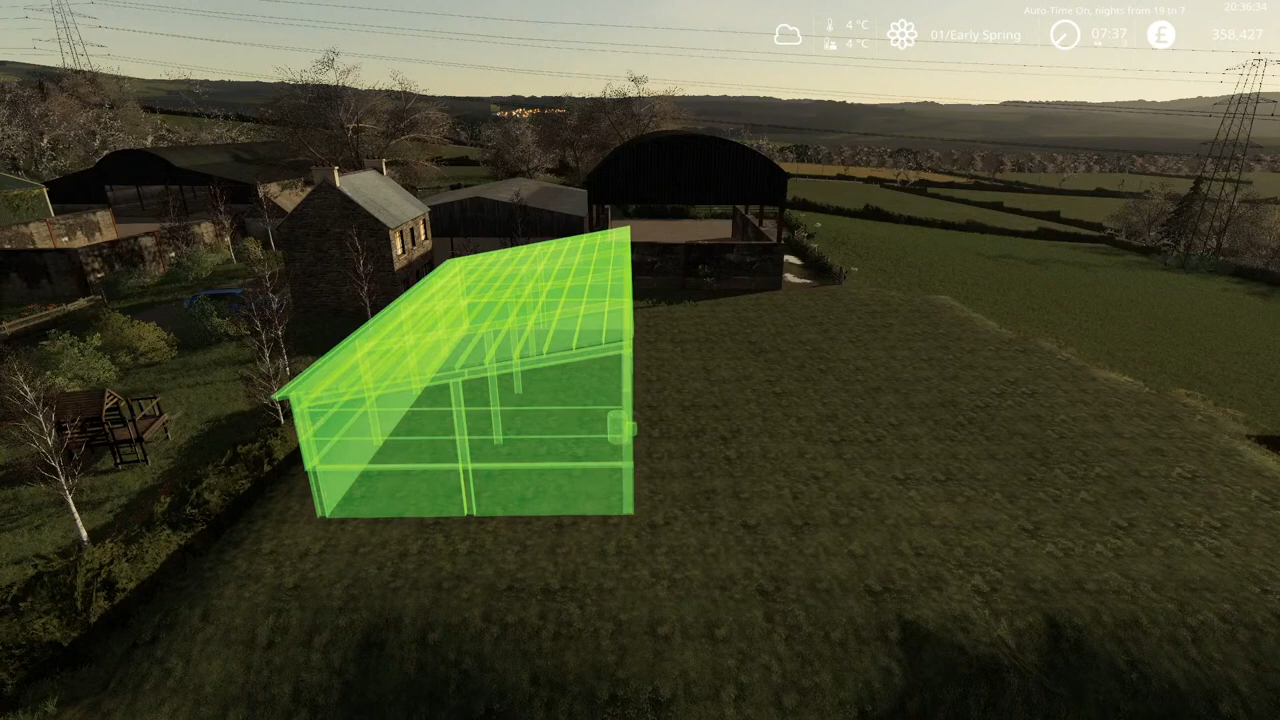 Auto-Time On, nights from 19 to 7
20:36:34
4 °C
4 °C
01/Early Spring
07:37
£
358,427